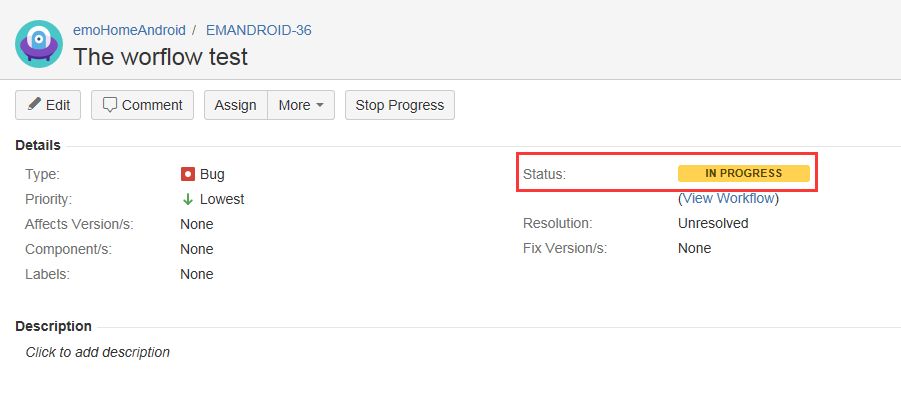 emoHomeAndroid / EMANDROID-36
The worflow test
Edit Comment Assign More Stop Progress
Details
Type: Bug Status: IN PROGRESS
Priority: Lowest (View Workflow)
Affects Version/s: None Resolution: Unresolved
Component/s: None Fix Version/s: None
Labels: None
Description
Click to add description